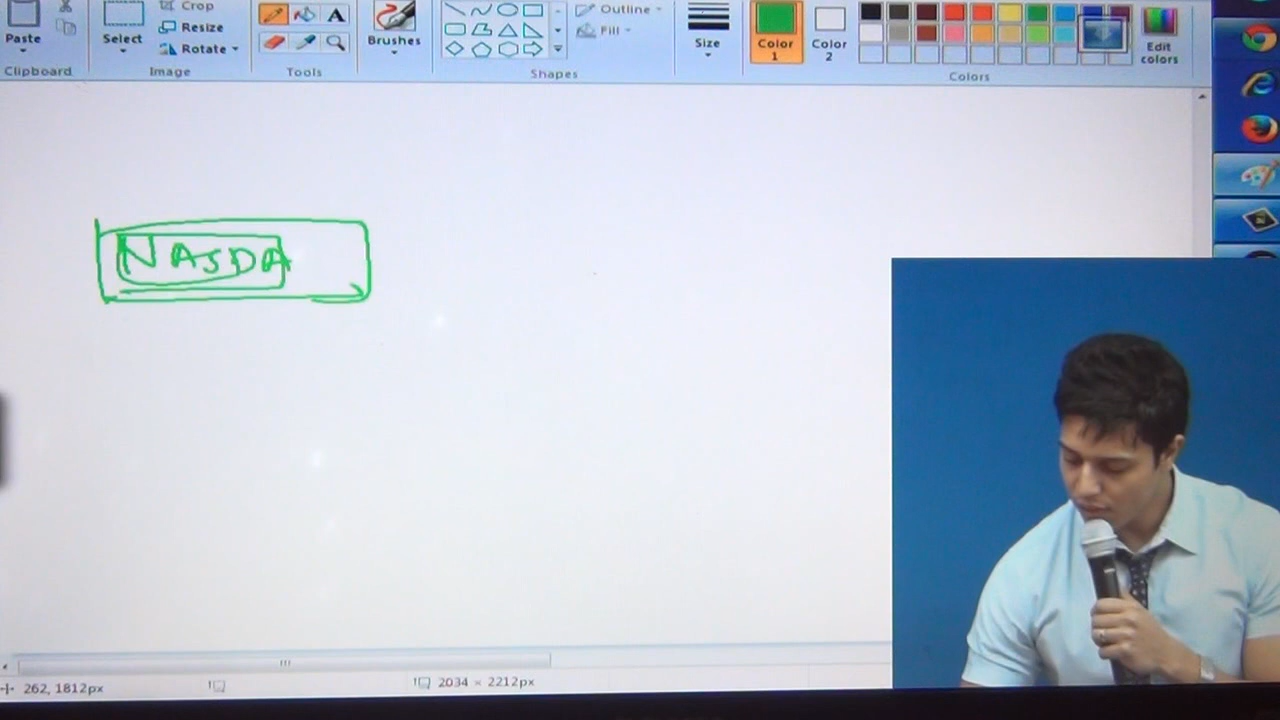 Crop
Resize
Rotate
Paste
Select
Brushes
Outline
Fill
Size
Color 1
Color 2
Edit colors
Clipboard
Image
Tools
Shapes
Colors
A
NASDA
262, 1812px
2034 × 2212px